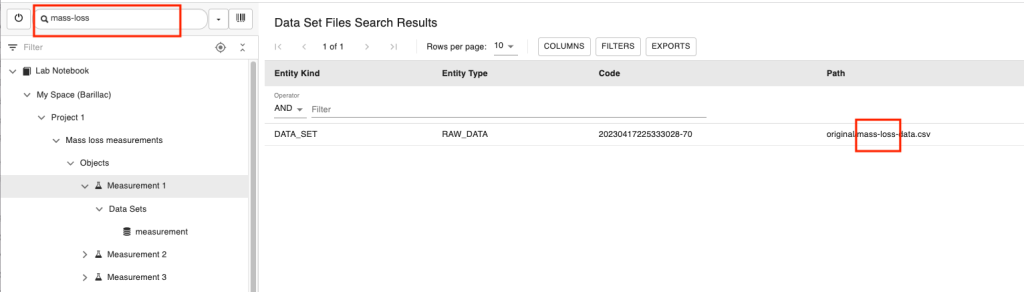 mass-loss
Filter
Lab Notebook
My Space (Barillac)
Project 1
Mass loss measurements
Objects
Measurement 1
Data Sets
measurement
Measurement 2
Measurement 3
Data Set Files Search Results
1 of 1 Rows per page: 10 COLUMNS FILTERS EXPORTS
Entity Kind Entity Type Code Path
Operator
AND Filter
DATA_SET RAW_DATA 20230417225333028-70 original/mass-loss-data.csv